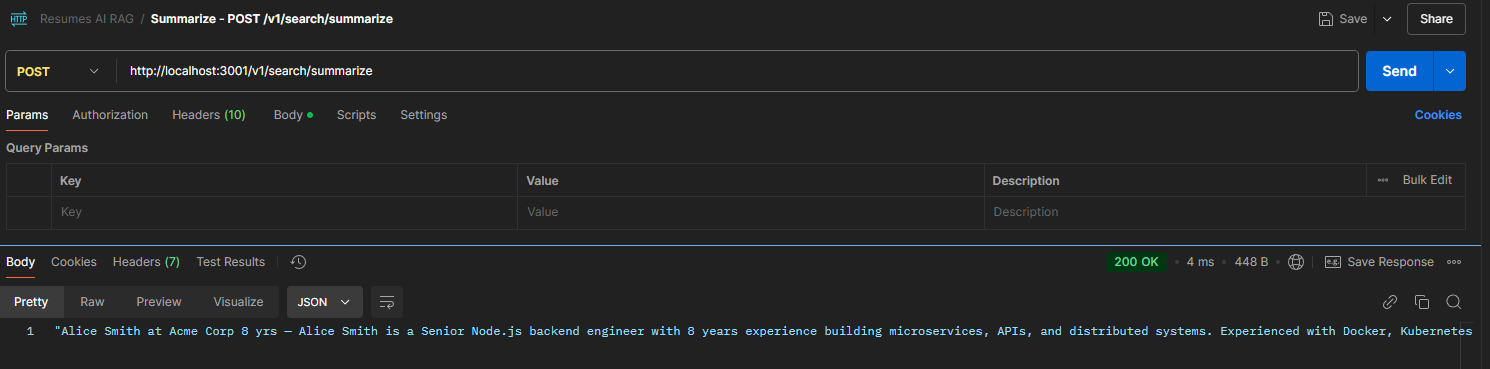 HTTP Resumes AI RAG / Summarize - POST /v1/search/summarize Save Share
POST http://localhost:3001/v1/search/summarize Send
Params Authorization Headers (10) Body Scripts Settings Cookies
Query Params
Key Value Description Bulk Edit
Key Value Description
Body Cookies Headers (7) Test Results 200 OK 4 ms 448 B e.g. Save Response
Pretty Raw Preview Visualize JSON
1 "Alice Smith at Acme Corp 8 yrs — Alice Smith is a Senior Node.js backend engineer with 8 years experience building microservices, APIs, and distributed systems. Experienced with Docker, Kubernetes